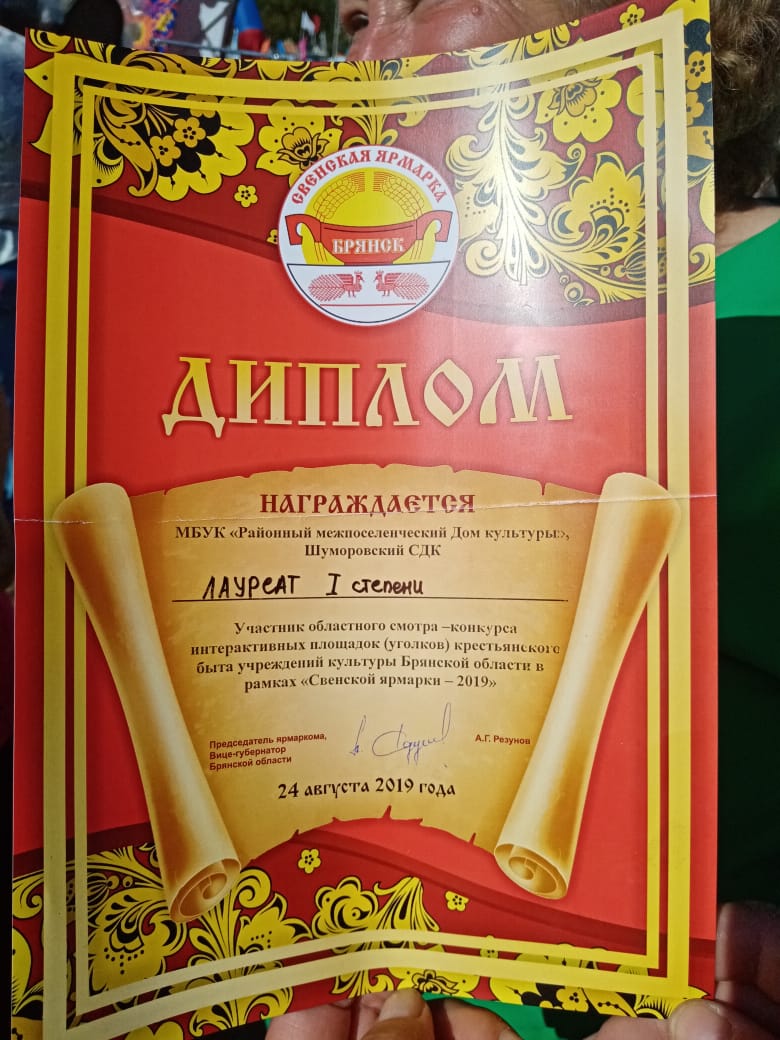 СВЕНСКАЯ ЯРМАРКА
БРЯНСК
ДИПЛОМ
НАГРАЖДАЕТСЯ
МБУК «Районный межпоселенческий Дом культуры»,
Шуморовский СДК
ЛАУРЕАТ I степени
Участник областного смотра –конкурса
интерактивных площадок (уголков) крестьянского
быта учреждений культуры Брянской области в
рамках «Свенской ярмарки – 2019»
Председатель ярмаркома,
Вице-губернатор
Брянской области
А.Г. Резунов
24 августа 2019 года